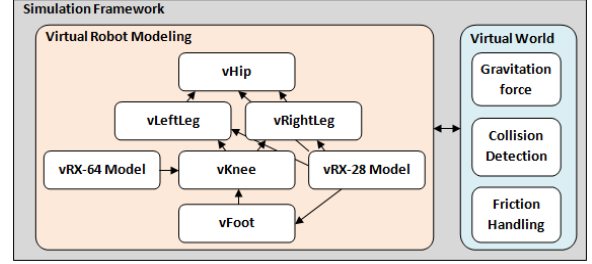 Simulation Framework
Virtual Robot Modeling
vHip
vLeftLeg
vRightLeg
vRX-64 Model
vKnee
vRX-28 Model
vFoot
Virtual World
Gravitation
force
Collision
Detection
Friction
Handling